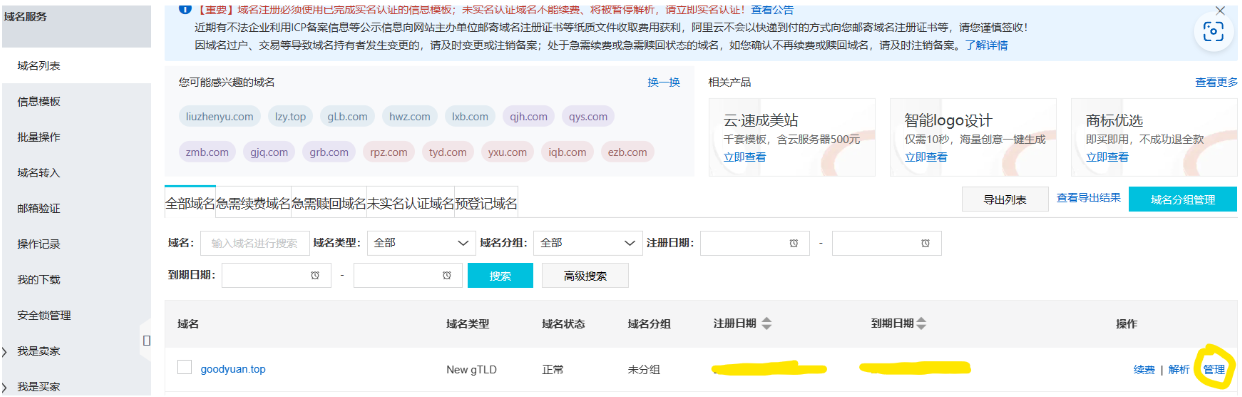 域名服务
域名列表
信息模板
批量操作
域名转入
邮箱验证
操作记录
我的下载
安全锁管理
我是卖家
我是买家
【重要】域名注册必须使用已完成实名认证的信息模板；未实名认证域名不能续费、将被暂停解析，请立即实名认证！查看公告
近期有不法企业利用ICP备案信息等公示信息向网站主办单位邮寄域名注册证书等纸质文件收取费用获利，阿里云不会以快递到付的方式向您邮寄域名注册证书等，请您谨慎签收！
因域名过户、交易等导致域名持有者发生变更的，请及时变更或注销备案；处于急需续费或急需赎回状态的域名，如您确认不再续费或赎回域名，请及时注销备案。了解详情
您可能感兴趣的域名 换一换
liuzhenyu.com lzy.top gLb.com hwz.com lxb.com qjh.com qys.com
zmb.com gjq.com grb.com rpz.com tyd.com yxu.com iqb.com ezb.com
相关产品 查看更多
云·速成美站
千套模板，含云服务器500元
立即查看
智能logo设计
仅需10秒，海量创意一键生成
立即查看
商标优选
即买即用，不成功退全款
立即查看
全部域名 急需续费域名 急需赎回域名 未实名认证域名 预登记域名 导出列表 查看导出结果 域名分组管理
域名： 输入域名进行搜索 域名类型： 全部 域名分组： 全部 注册日期： -
到期日期： - 搜索 高级搜索
域名 域名类型 域名状态 域名分组 注册日期 到期日期 操作
goodyuan.top New gTLD 正常 未分组 续费 | 解析 | 管理